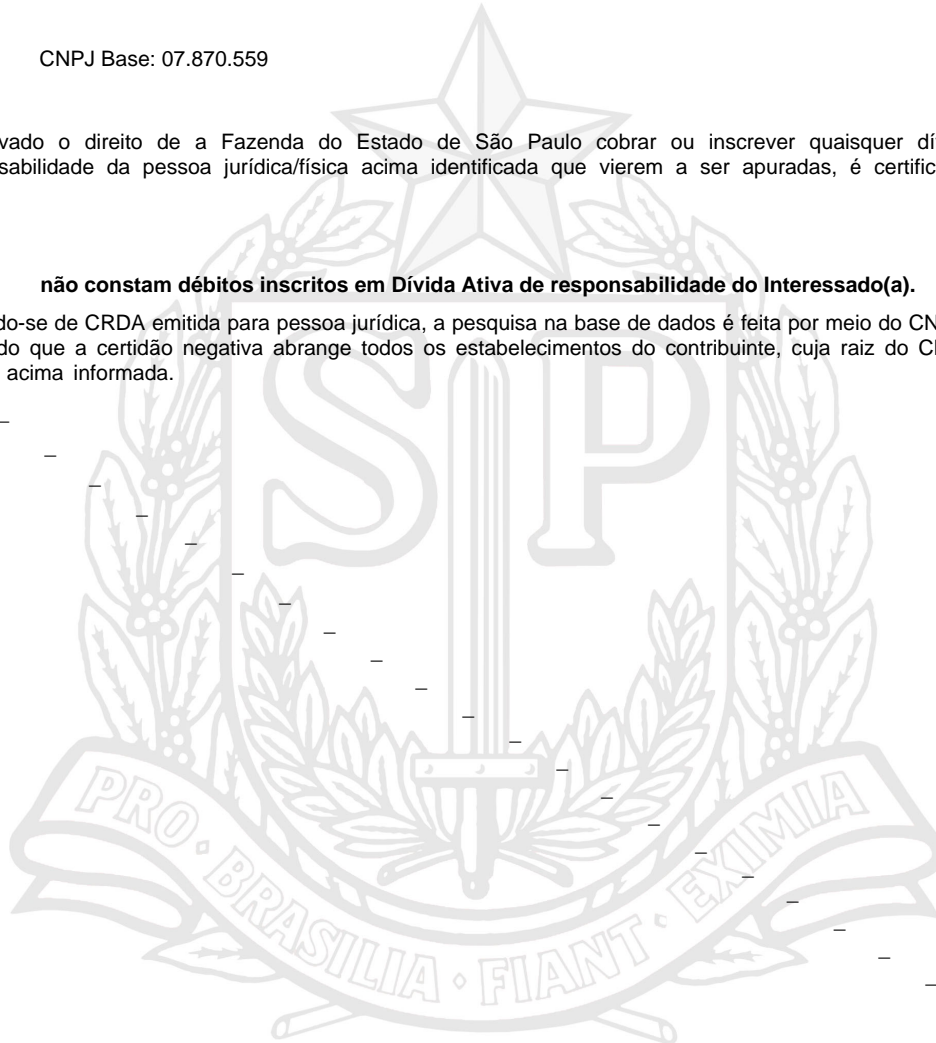 CNPJ Base: 07.870.559
vado o direito de a Fazenda do Estado de São Paulo cobrar ou inscrever quaisquer dí
sabilidade da pessoa jurídica/física acima identificada que vierem a ser apuradas, é certific
não constam débitos inscritos em Dívida Ativa de responsabilidade do Interessado(a).
do-se de CRDA emitida para pessoa jurídica, a pesquisa na base de dados é feita por meio do CN
do que a certidão negativa abrange todos os estabelecimentos do contribuinte, cuja raiz do C
acima informada.
SP
PRO • BRASILIA • FIANT • EXIMIA